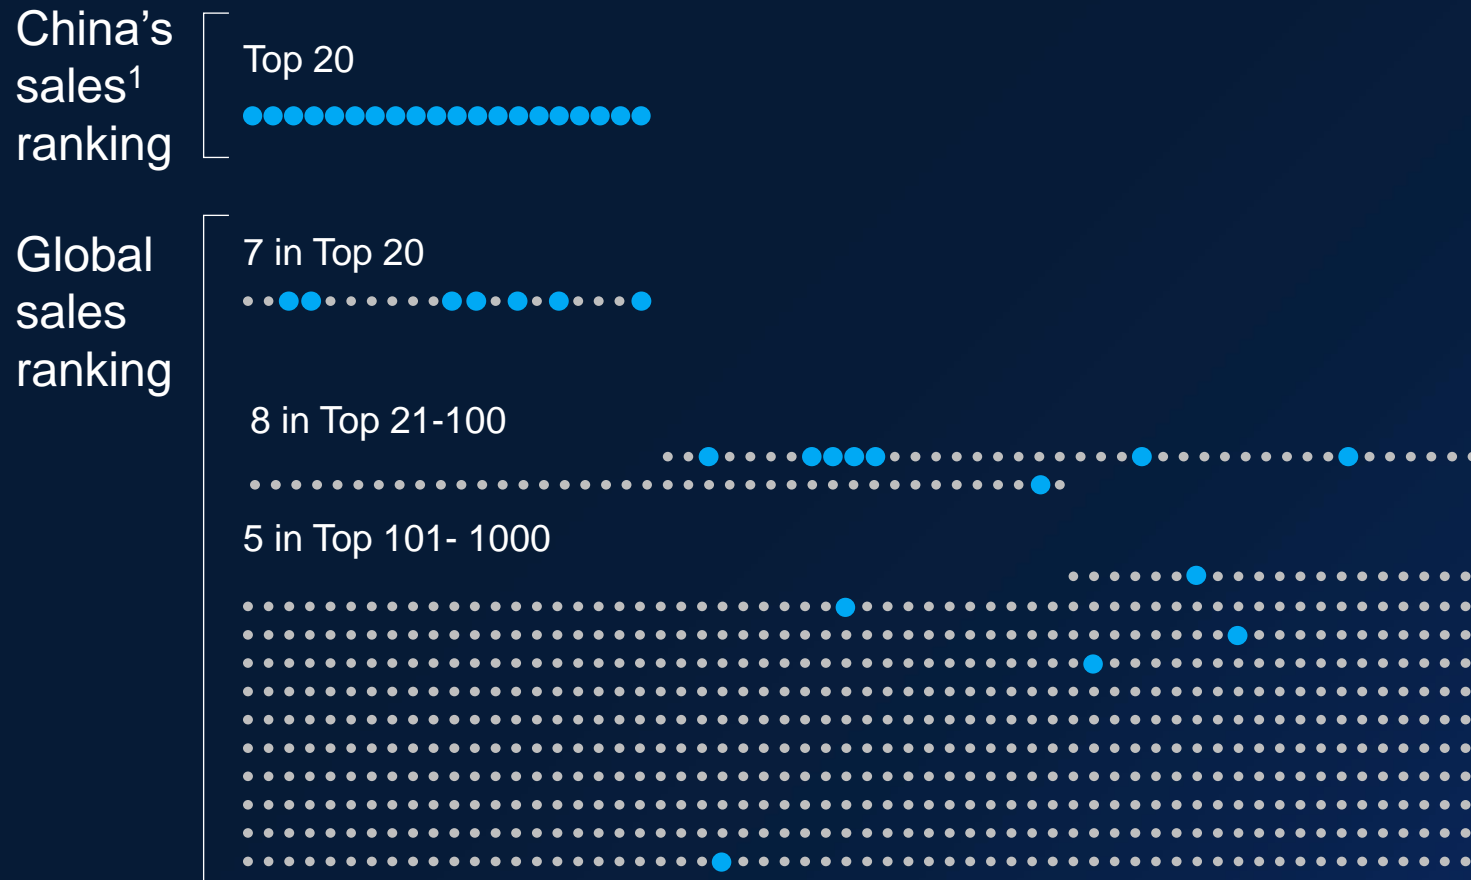 China’s
sales¹
ranking
Top 20
Global
sales
ranking
7 in Top 20
8 in Top 21-100
5 in Top 101- 1000